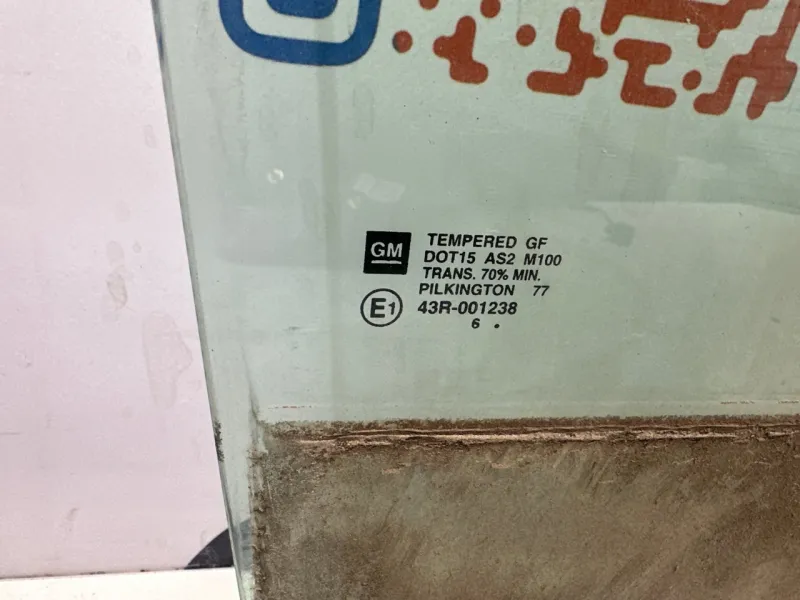 GM
TEMPERED GF
DOT15 AS2 M100
TRANS. 70% MIN.
PILKINGTON 77
E1 43R-001238
6 .